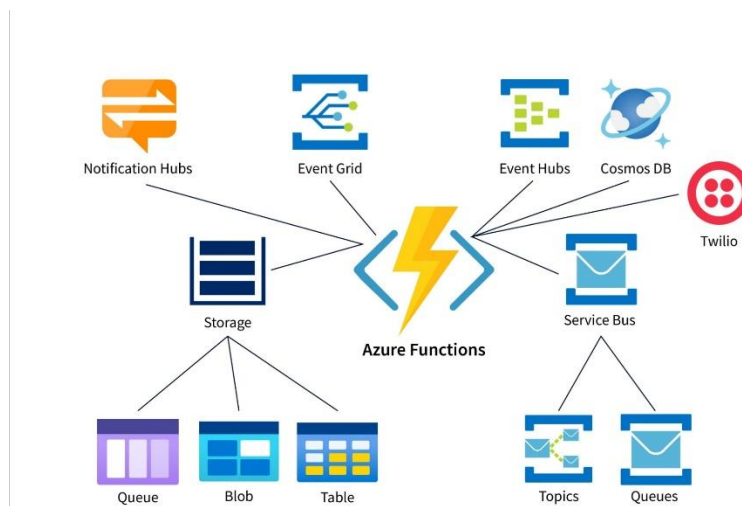 Notification Hubs
Event Grid
Event Hubs
Cosmos DB
Twilio
Storage
Azure Functions
Service Bus
Queue
Blob
Table
Topics
Queues